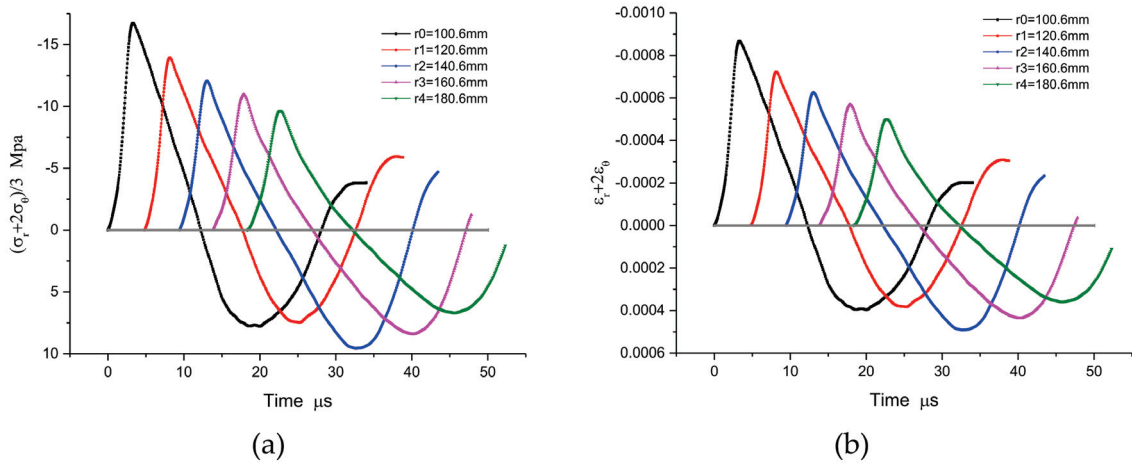 -15
-10
-5
0
5
10
(σr+2σθ)/3 Mpa
r0=100.6mm
r1=120.6mm
r2=140.6mm
r3=160.6mm
r4=180.6mm
0 10 20 30 40 50
Time μs
(a)
-0.0010
-0.0008
-0.0006
-0.0004
-0.0002
0.0000
0.0002
0.0004
0.0006
εr+2εθ
r0=100.6mm
r1=120.6mm
r2=140.6mm
r3=160.6mm
r4=180.6mm
0 10 20 30 40 50
Time μs
(b)